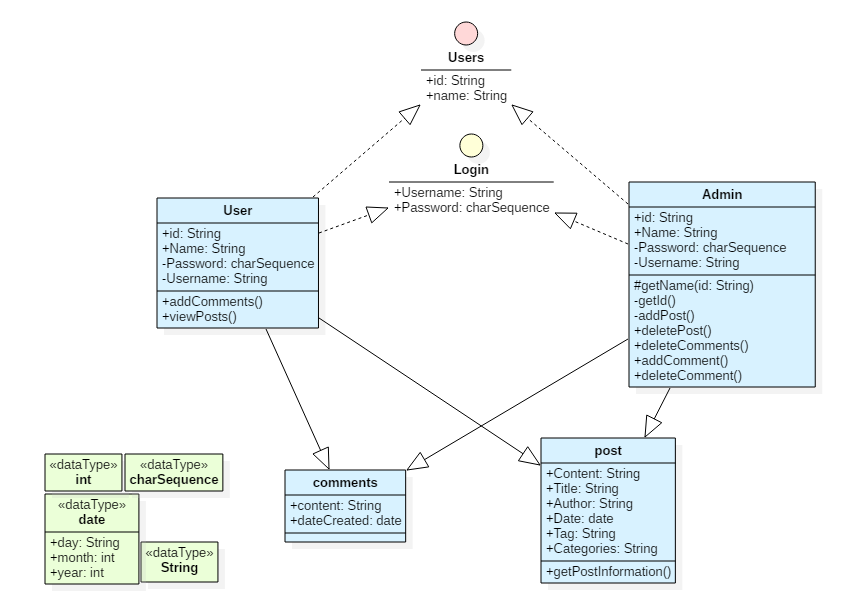 Users
+id: String
+name: String
Login
+Username: String
+Password: charSequence
User
+id: String
+Name: String
-Password: charSequence
-Username: String
+addComments()
+viewPosts()
Admin
+id: String
+Name: String
-Password: charSequence
-Username: String
#getName(id: String)
-getId()
-addPost()
+deletePost()
+deleteComments()
+addComment()
+deleteComment()
comments
+content: String
+dateCreated: date
post
+Content: String
+Title: String
+Author: String
+Date: date
+Tag: String
+Categories: String
+getPostInformation()
«dataType»
int
«dataType»
charSequence
«dataType»
date
+day: String
+month: int
+year: int
«dataType»
String